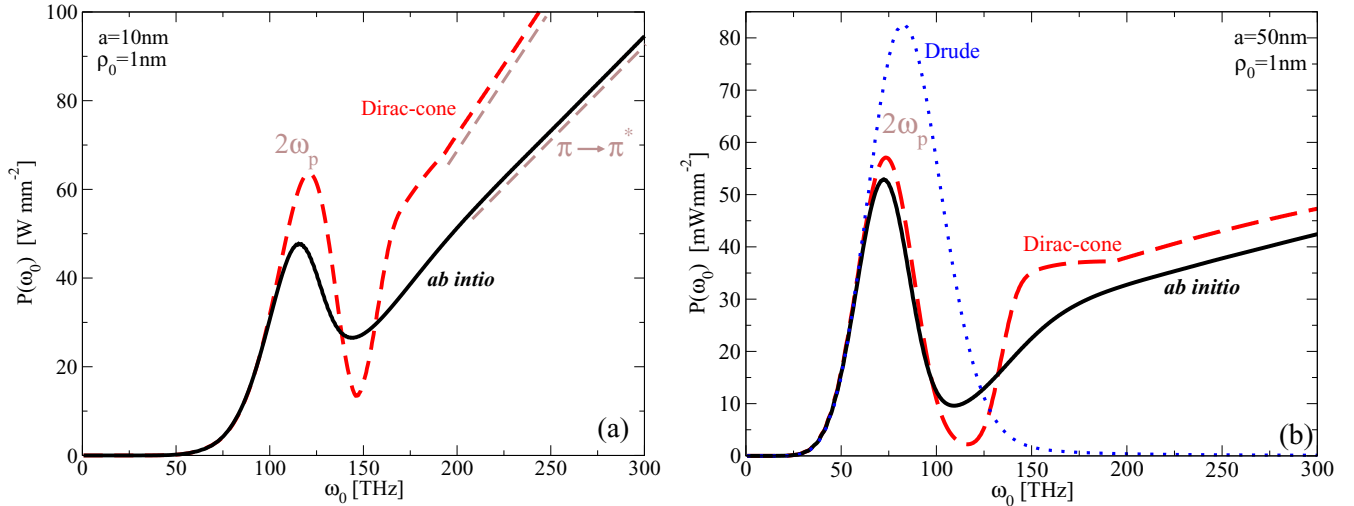 100
80
60
40
20
0
P(ω₀) [W mm⁻²]
a=10nm
ρ₀=1nm
2ωₚ
Dirac-cone
π→π*
ab intio
(a)
0 50 100 150 200 250 300
ω₀ [THz]
80
70
60
50
40
30
20
10
0
P(ω₀) [mWmm⁻²]
Drude
a=50nm
ρ₀=1nm
2ωₚ
Dirac-cone
ab initio
(b)
0 50 100 150 200 250 300
ω₀ [THz]